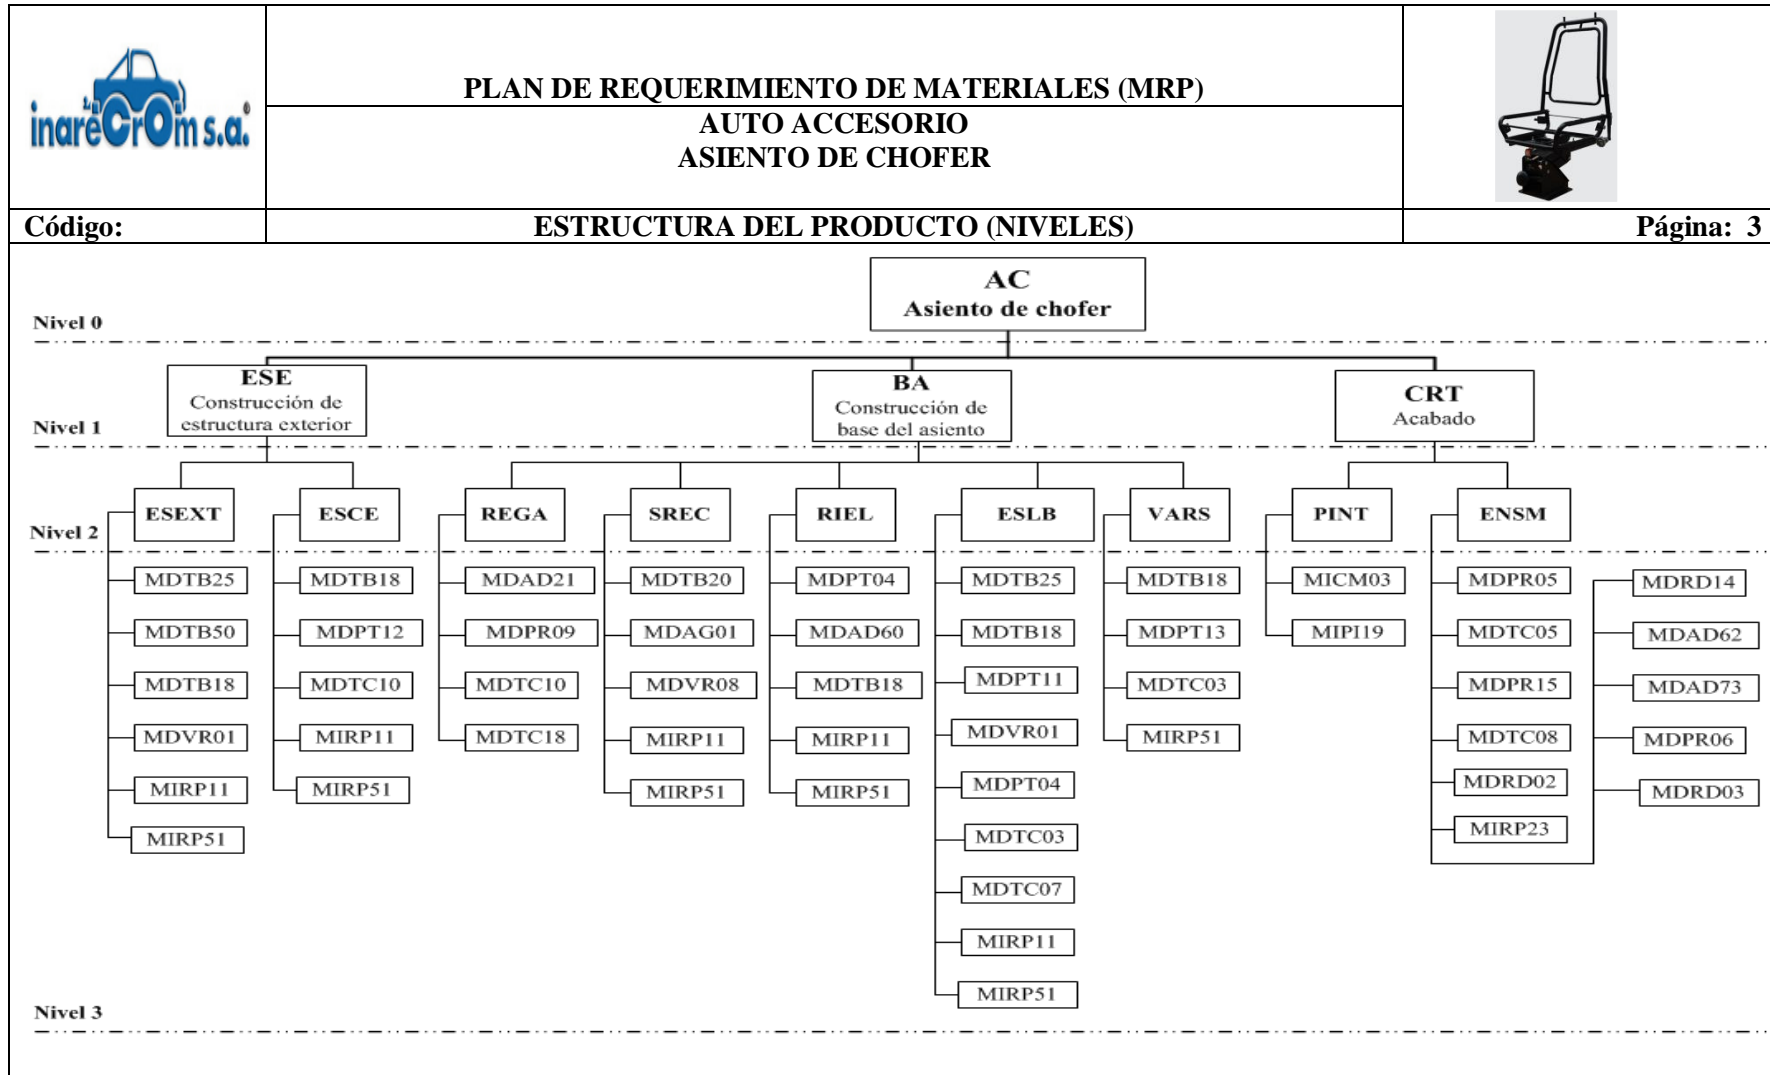 inarecrom s.a.®
PLAN DE REQUERIMIENTO DE MATERIALES (MRP)
AUTO ACCESORIO
ASIENTO DE CHOFER
Código:
ESTRUCTURA DEL PRODUCTO (NIVELES)
Página: 3
AC
Asiento de chofer
Nivel 0
ESE
Construcción de
estructura exterior
BA
Construcción de
base del asiento
CRT
Acabado
Nivel 1
ESEXT
ESCE
REGA
SREC
RIEL
ESLB
VARS
PINT
ENSM
Nivel 2
MDTB25
MDTB50
MDTB18
MDVR01
MIRP11
MIRP51
MDTB18
MDPT12
MDTC10
MIRP11
MIRP51
MDAD21
MDPR09
MDTC10
MDTC18
MDTB20
MDAG01
MDVR08
MIRP11
MIRP51
MDPT04
MDAD60
MDTB18
MIRP11
MIRP51
MDTB25
MDTB18
MDPT11
MDVR01
MDPT04
MDTC03
MDTC07
MIRP11
MIRP51
MDTB18
MDPT13
MDTC03
MIRP51
MICM03
MIPI19
MDPR05
MDTC05
MDPR15
MDTC08
MDRD02
MIRP23
MDRD14
MDAD62
MDAD73
MDPR06
MDRD03
Nivel 3